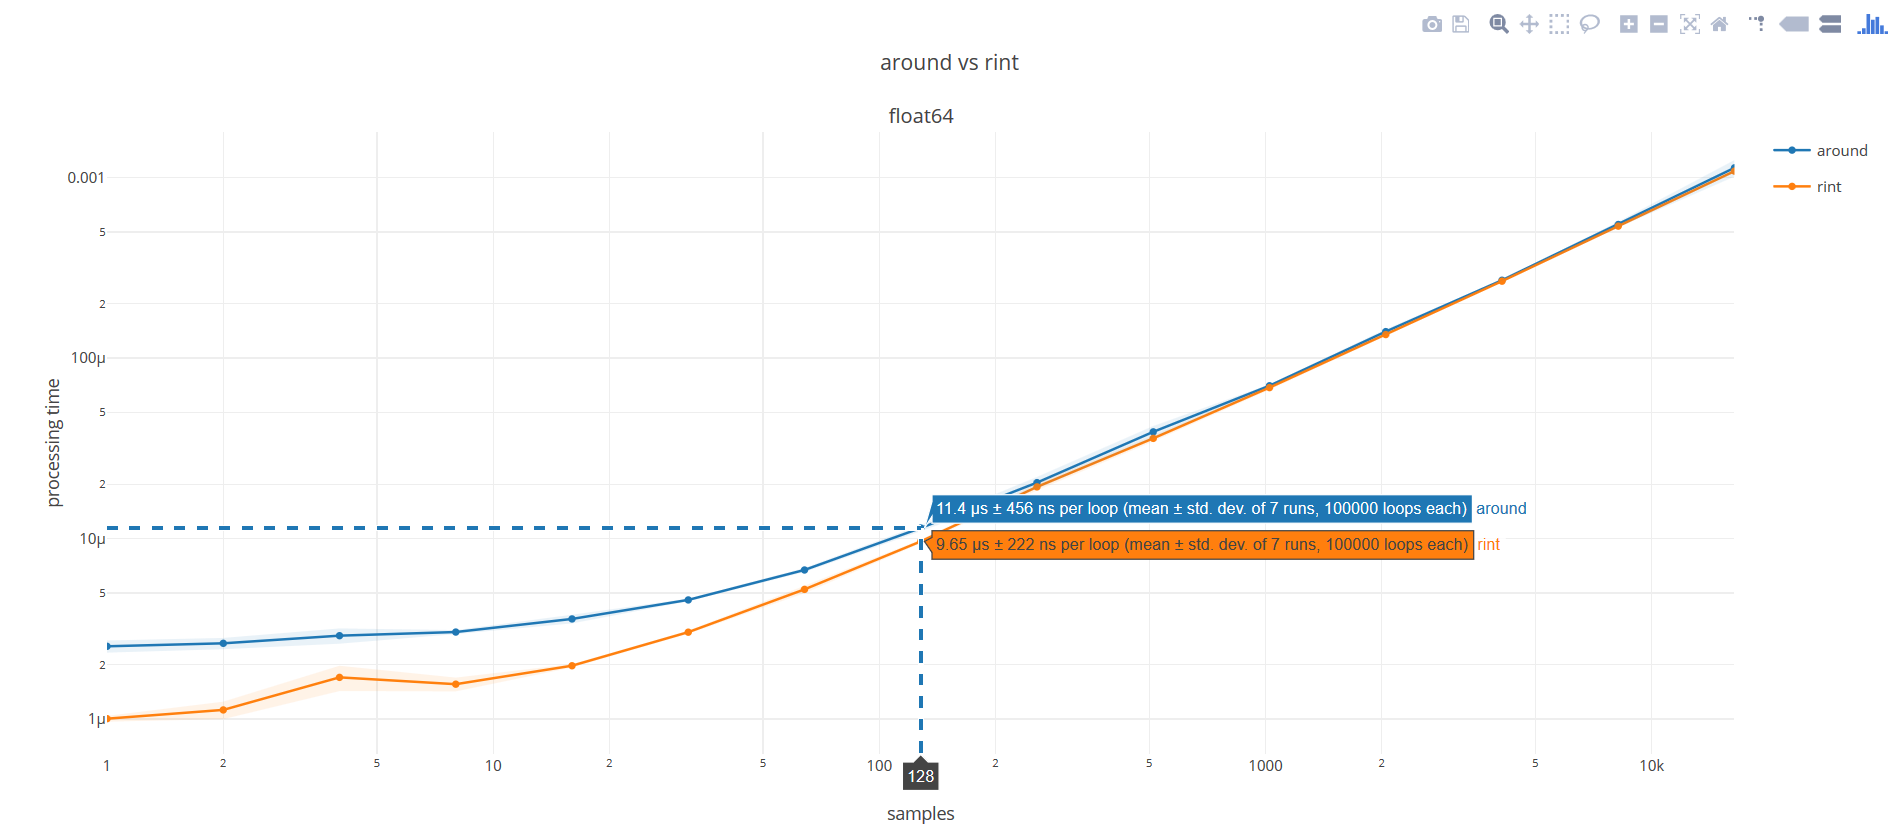 around vs rint
float64
around
rint
0.001
5
2
100µ
5
2
10µ
5
2
1µ
processing time
11.4 µs ± 456 ns per loop (mean ± std. dev. of 7 runs, 100000 loops each) around
9.65 µs ± 222 ns per loop (mean ± std. dev. of 7 runs, 100000 loops each) rint
1 2 5 10 2 5 100 2 5 1000 2 5 10k
128
samples